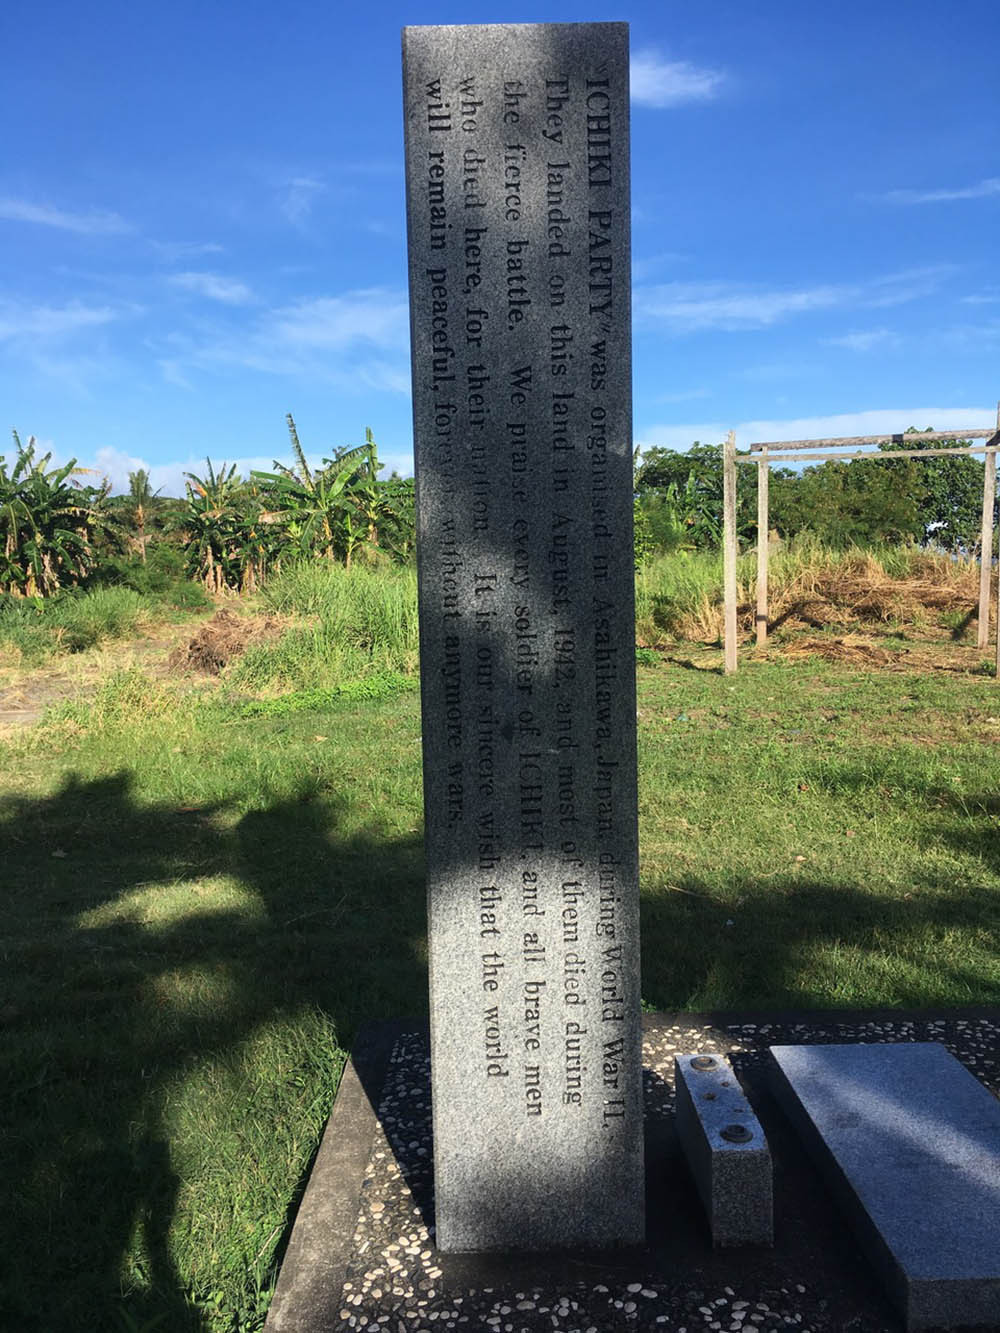 "ICHIKI PARTY" was organised in Asahikawa, Japan during World War II.
They landed on this land in August, 1942, and most of them died during
the fierce battle. We praise every soldier of ICHIKI, and all brave men
who died here, for their nation. It is our sincere wish that the world
will remain peaceful, forever without anymore wars.